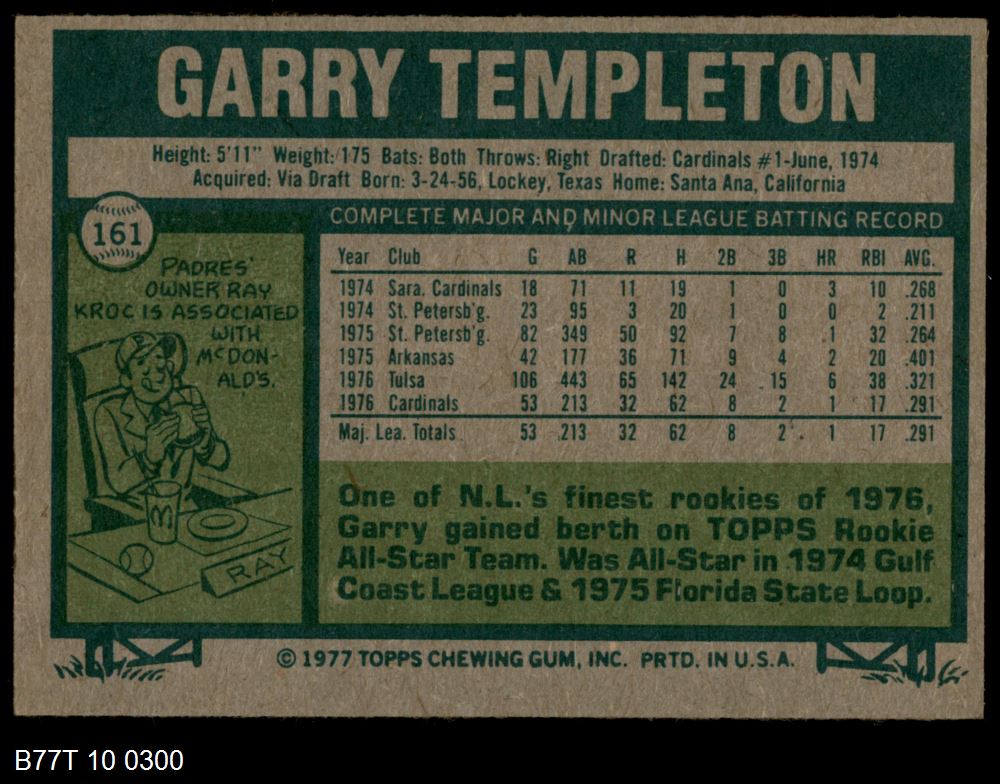 GARRY TEMPLETON
Height: 5'11" Weight: 175 Bats: Both Throws: Right Drafted: Cardinals #1-June, 1974
Acquired: Via Draft Born: 3-24-56, Lockey, Texas Home: Santa Ana, California
161
PADRES'
OWNER RAY
KROC IS ASSOCIATED
WITH
McDON-
ALD'S.
M
RAY
COMPLETE MAJOR AND MINOR LEAGUE BATTING RECORD
Year Club G AB R H 2B 3B HR RBI AVG.
1974 Sara. Cardinals 18 71 11 19 1 0 3 10 .268
1974 St. Petersb'g. 23 95 3 20 1 0 0 2 .211
1975 St. Petersb'g. 82 349 50 92 7 8 1 32 .264
1975 Arkansas 42 177 36 71 9 4 2 20 .401
1976 Tulsa 106 443 65 142 24 15 6 38 .321
1976 Cardinals 53 213 32 62 8 2 1 17 .291
Maj. Lea. Totals 53 213 32 62 8 2 1 17 .291
One of N.L.'s finest rookies of 1976,
Garry gained berth on TOPPS Rookie
All-Star Team. Was All-Star in 1974 Gulf
Coast League & 1975 Florida State Loop.
© 1977 TOPPS CHEWING GUM, INC. PRTD. IN U.S.A.
B77T 10 0300